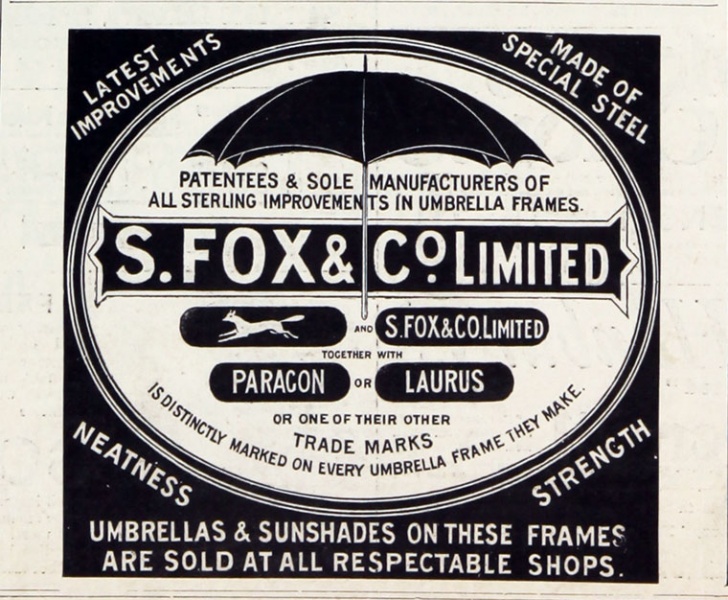 LATEST IMPROVEMENTS
MADE OF SPECIAL STEEL
PATENTEES & SOLE MANUFACTURERS OF
ALL STERLING IMPROVEMENTS IN UMBRELLA FRAMES.
S. FOX & Co. LIMITED
AND S. FOX & CO. LIMITED
TOGETHER WITH
PARAGON OR LAURUS
OR ONE OF THEIR OTHER
TRADE MARKS
IS DISTINCTLY MARKED ON EVERY UMBRELLA FRAME THEY MAKE.
NEATNESS
STRENGTH
UMBRELLAS & SUNSHADES ON THESE FRAMES
ARE SOLD AT ALL RESPECTABLE SHOPS.